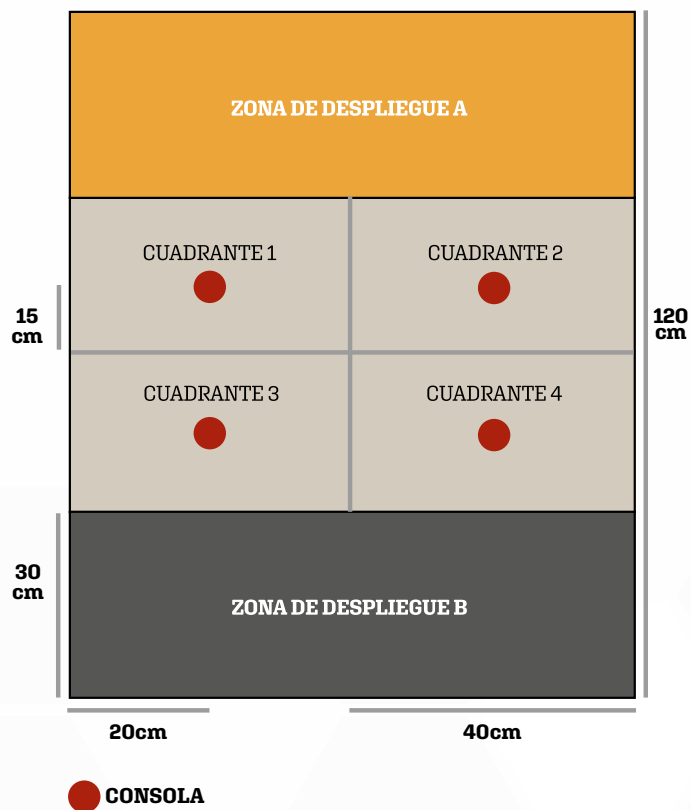 ZONA DE DESPLIEGUE A
CUADRANTE 1
CUADRANTE 2
15
cm
120
cm
CUADRANTE 3
CUADRANTE 4
30
cm
ZONA DE DESPLIEGUE B
20cm
40cm
CONSOLA